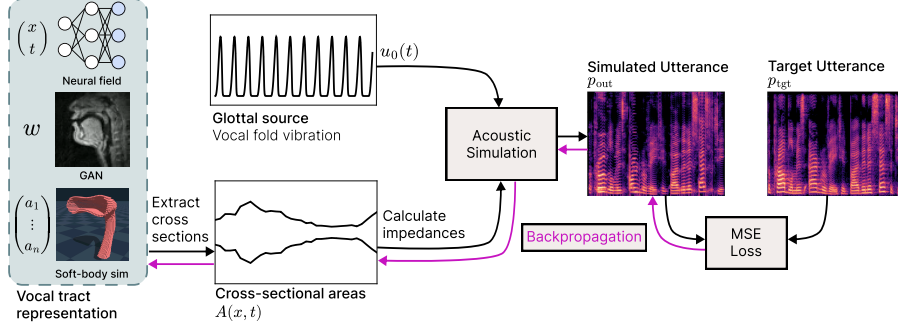 x
t
Neural field
w
GAN
a1
⋮
an
Soft-body sim
Vocal tract
representation
u0(t)
Glottal source
Vocal fold vibration
Extract
cross
sections
Cross-sectional areas
A(x, t)
Calculate
impedances
Acoustic
Simulation
Backpropagation
Simulated Utterance
pout
Target Utterance
ptgt
MSE
Loss